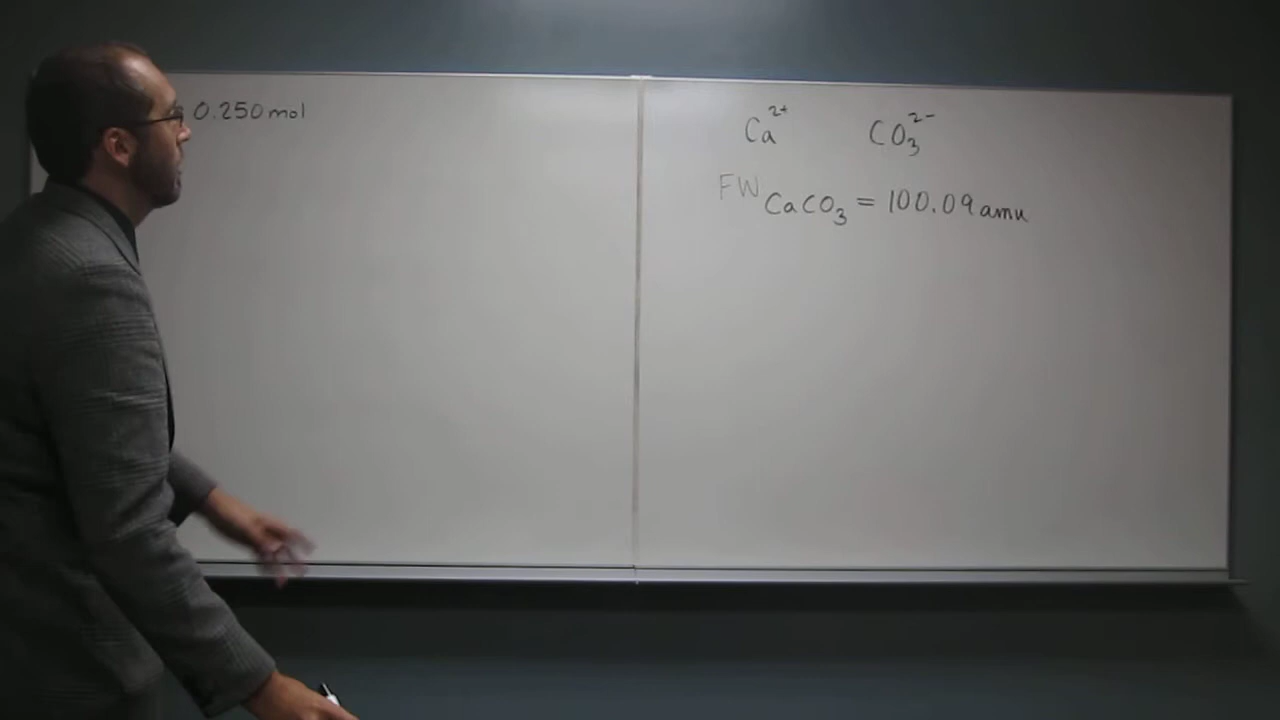 0.250 mol
Ca²⁺ CO₃²⁻
FW CaCO₃ = 100.09 amu